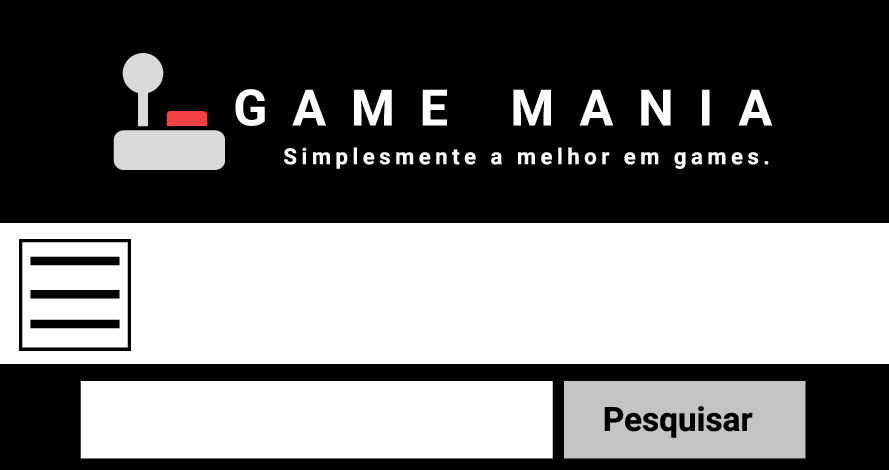 GAME MANIA
Simplesmente a melhor em games.
Pesquisar